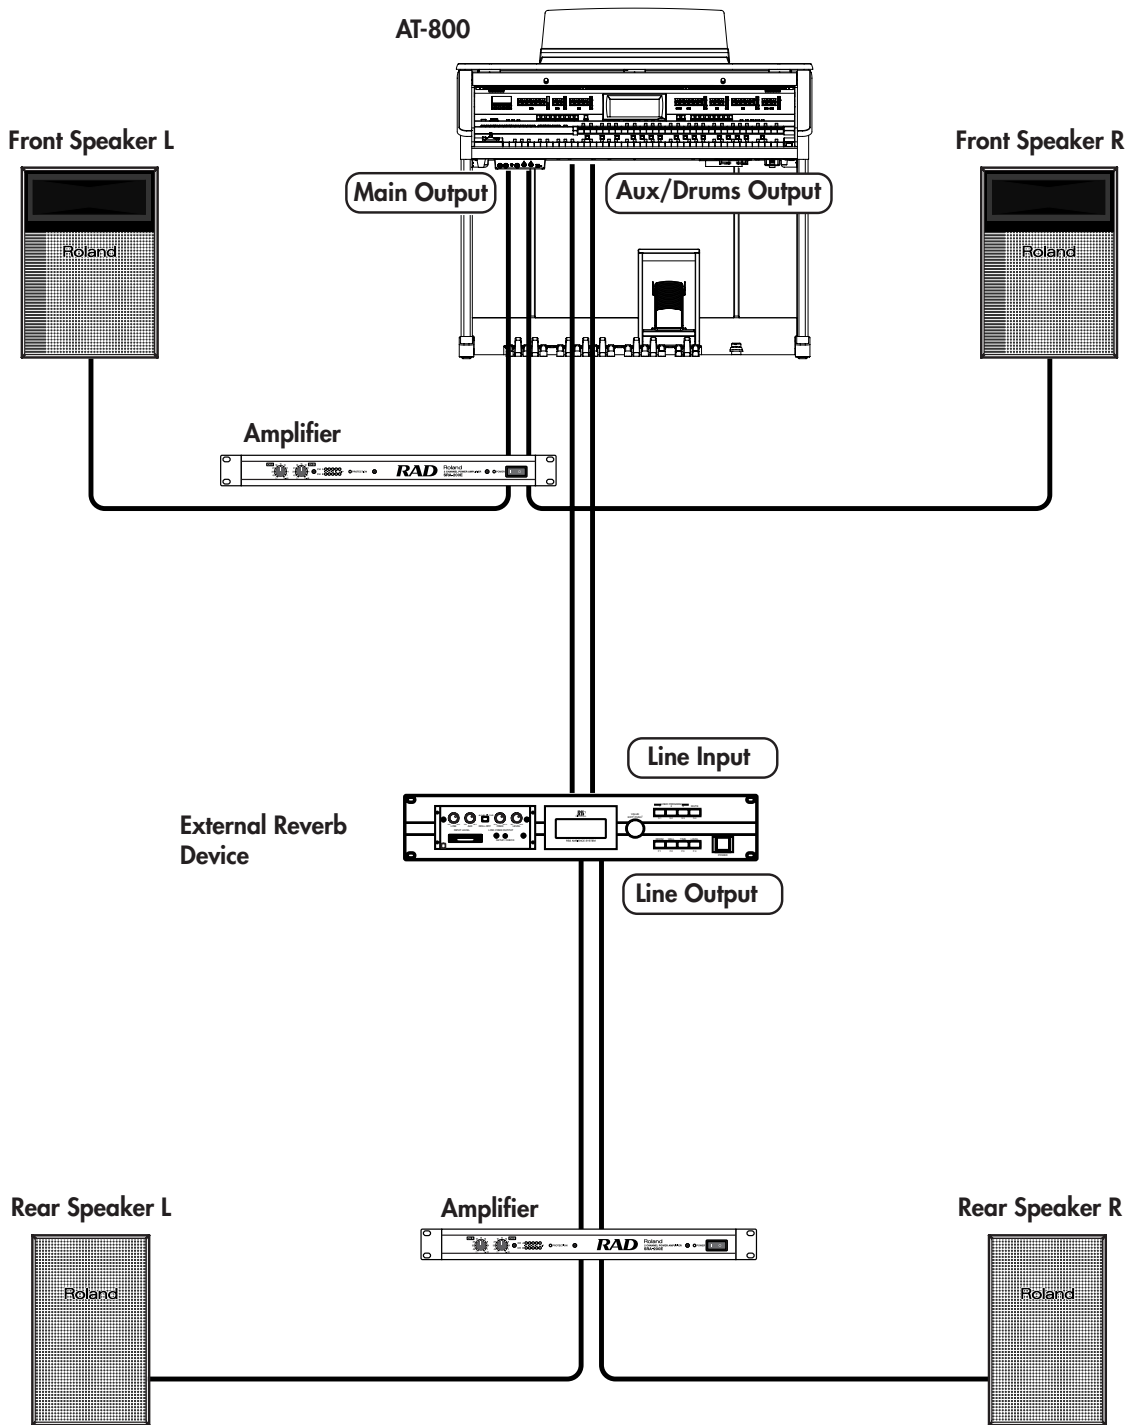 AT-800
Front Speaker L
Front Speaker R
Main Output
Aux/Drums Output
Roland
Roland
Amplifier
RAD
Roland
Line Input
External Reverb
Device
Line Output
Rear Speaker L
Amplifier
Rear Speaker R
RAD
Roland
Roland
Roland